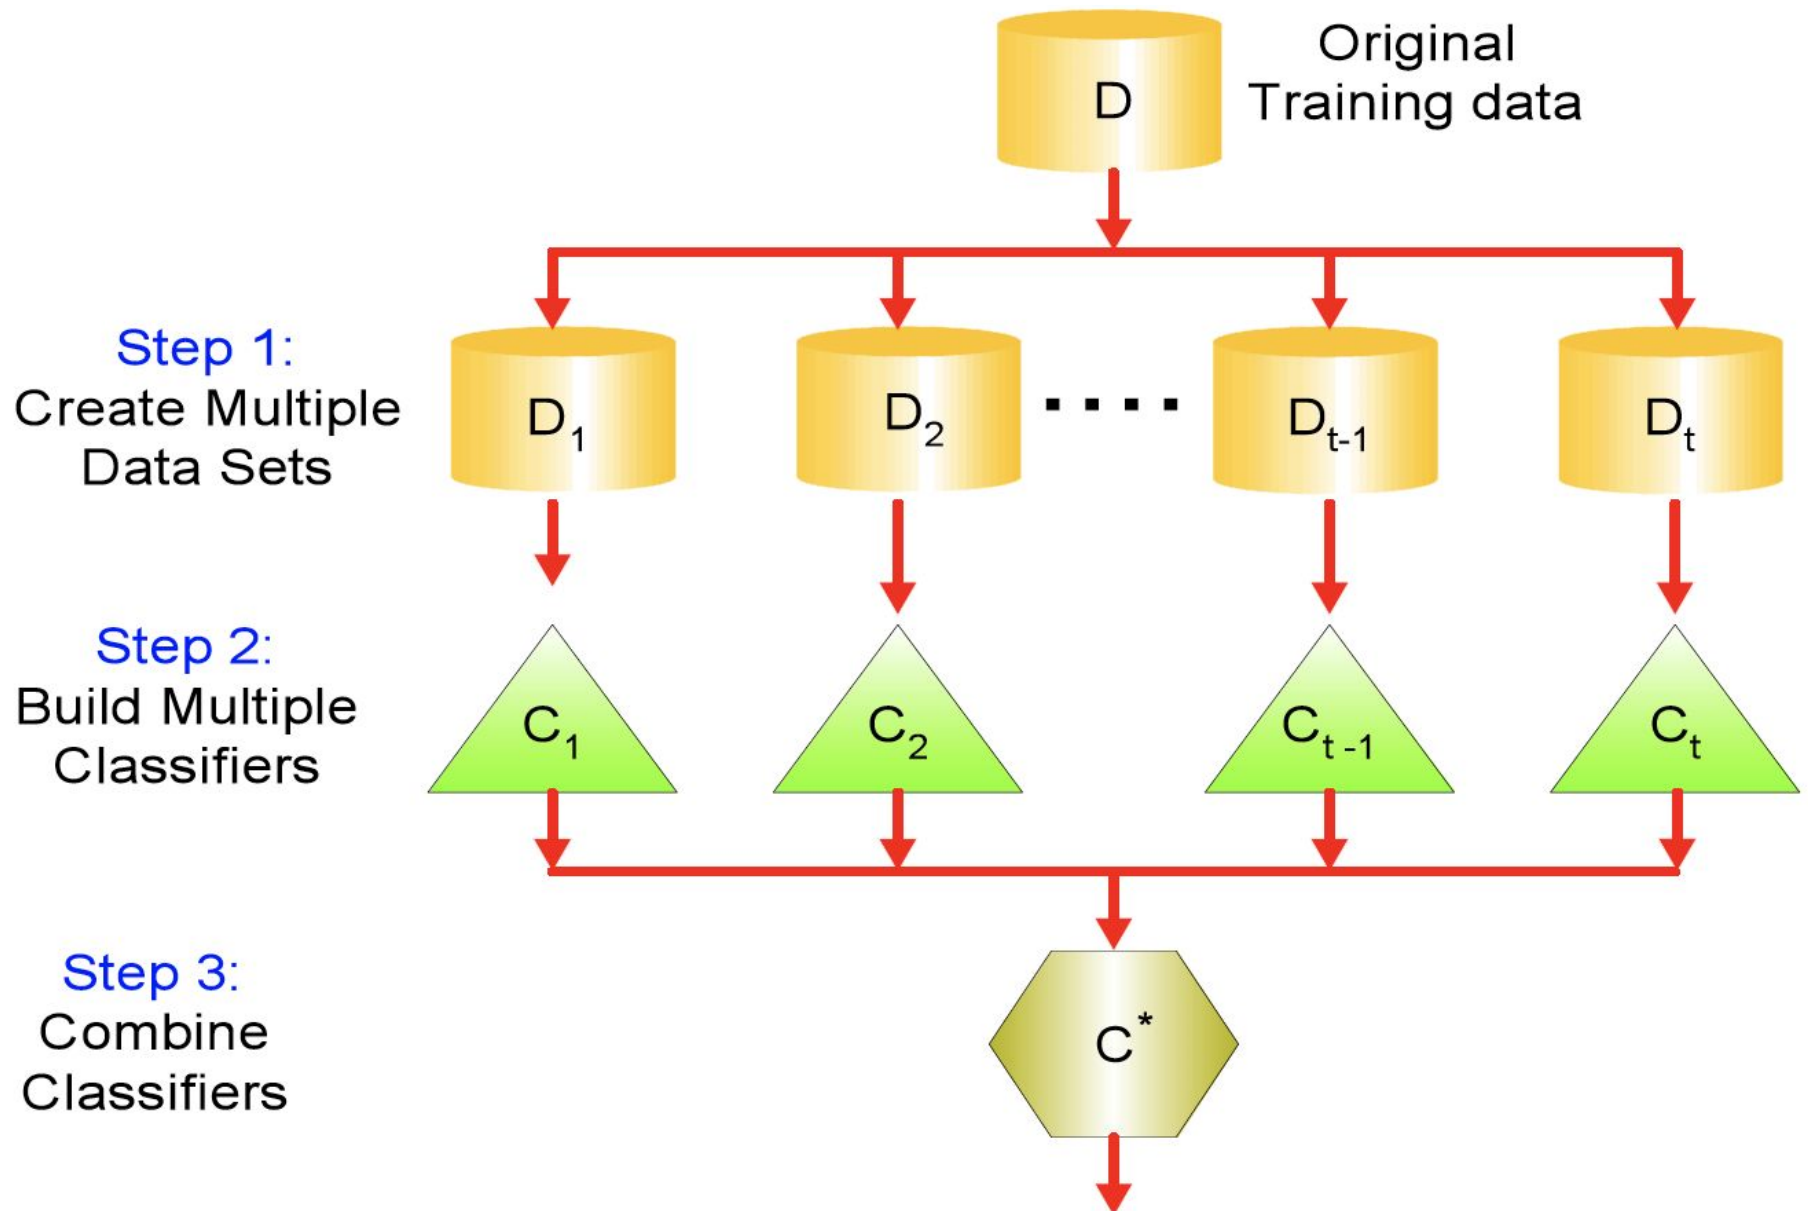 D
Original
Training data
Step 1:
Create Multiple
Data Sets
D1
D2
....
Dt-1
Dt
Step 2:
Build Multiple
Classifiers
C1
C2
Ct -1
Ct
Step 3:
Combine
Classifiers
C*